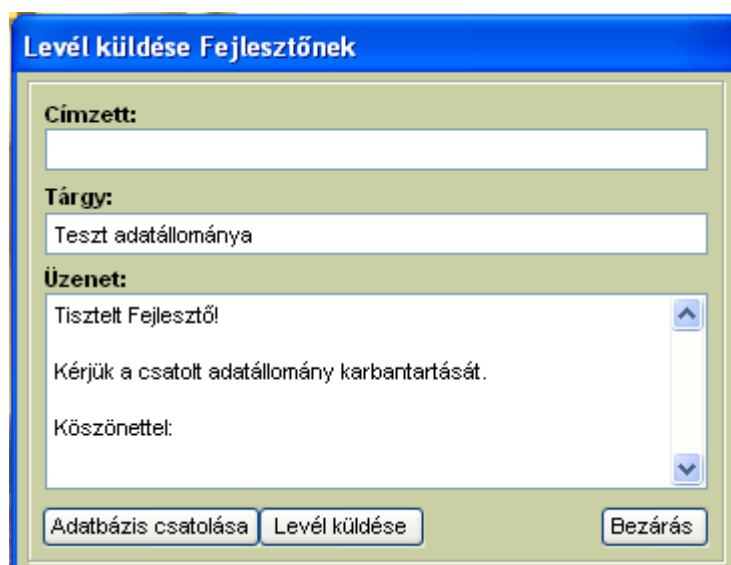 Levél küldése Fejlesztőnek
Címzett:
Tárgy:
Teszt adatállománya
Üzenet:
Tisztelt Fejlesztő!
Kérjük a csatolt adatállomány karbantartását.
Köszönettel:
Adatbázis csatolása Levél küldése Bezárás